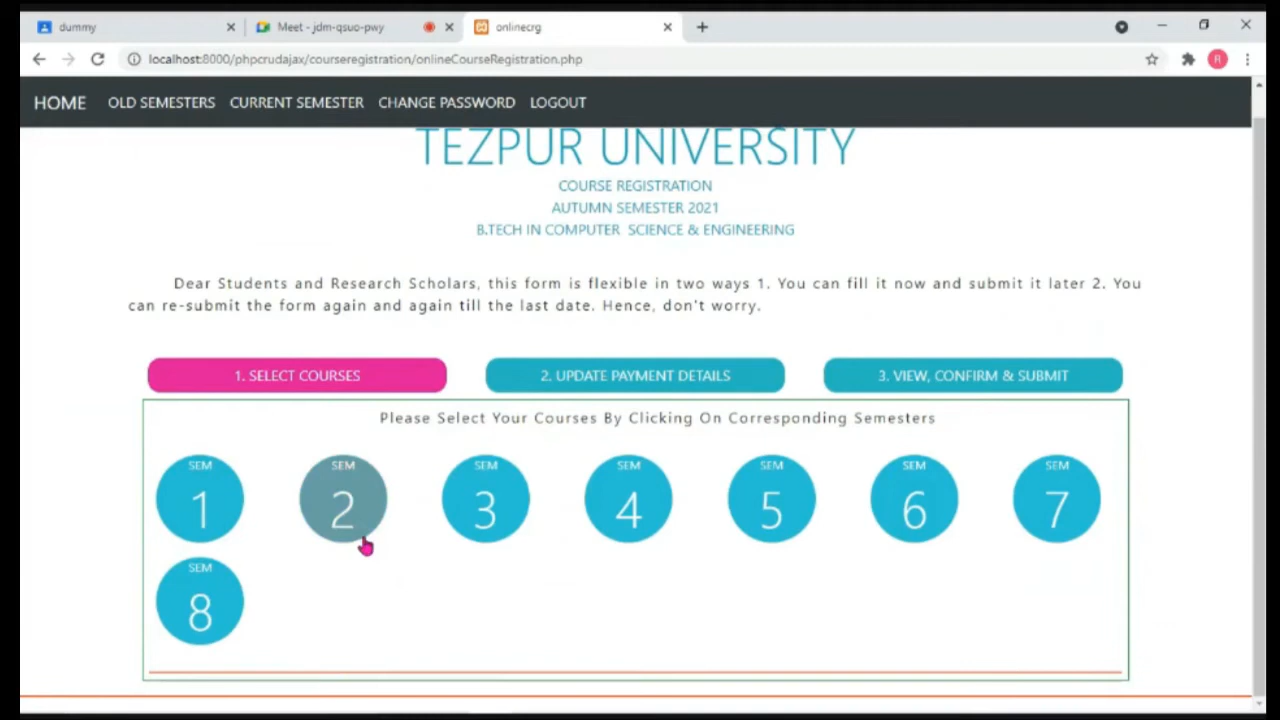 dummy
Meet - jdm-qsuo-pwy
onlinecrg
localhost:8000/phpcrudajax/courseregistration/onlineCourseRegistration.php
R
HOME OLD SEMESTERS CURRENT SEMESTER CHANGE PASSWORD LOGOUT
TEZPUR UNIVERSITY
COURSE REGISTRATION
AUTUMN SEMESTER 2021
B.TECH IN COMPUTER SCIENCE & ENGINEERING
Dear Students and Research Scholars, this form is flexible in two ways 1. You can fill it now and submit it later 2. You
can re-submit the form again and again till the last date. Hence, don't worry.
1. SELECT COURSES
2. UPDATE PAYMENT DETAILS
3. VIEW, CONFIRM & SUBMIT
Please Select Your Courses By Clicking On Corresponding Semesters
SEM
1
SEM
2
SEM
3
SEM
4
SEM
5
SEM
6
SEM
7
SEM
8